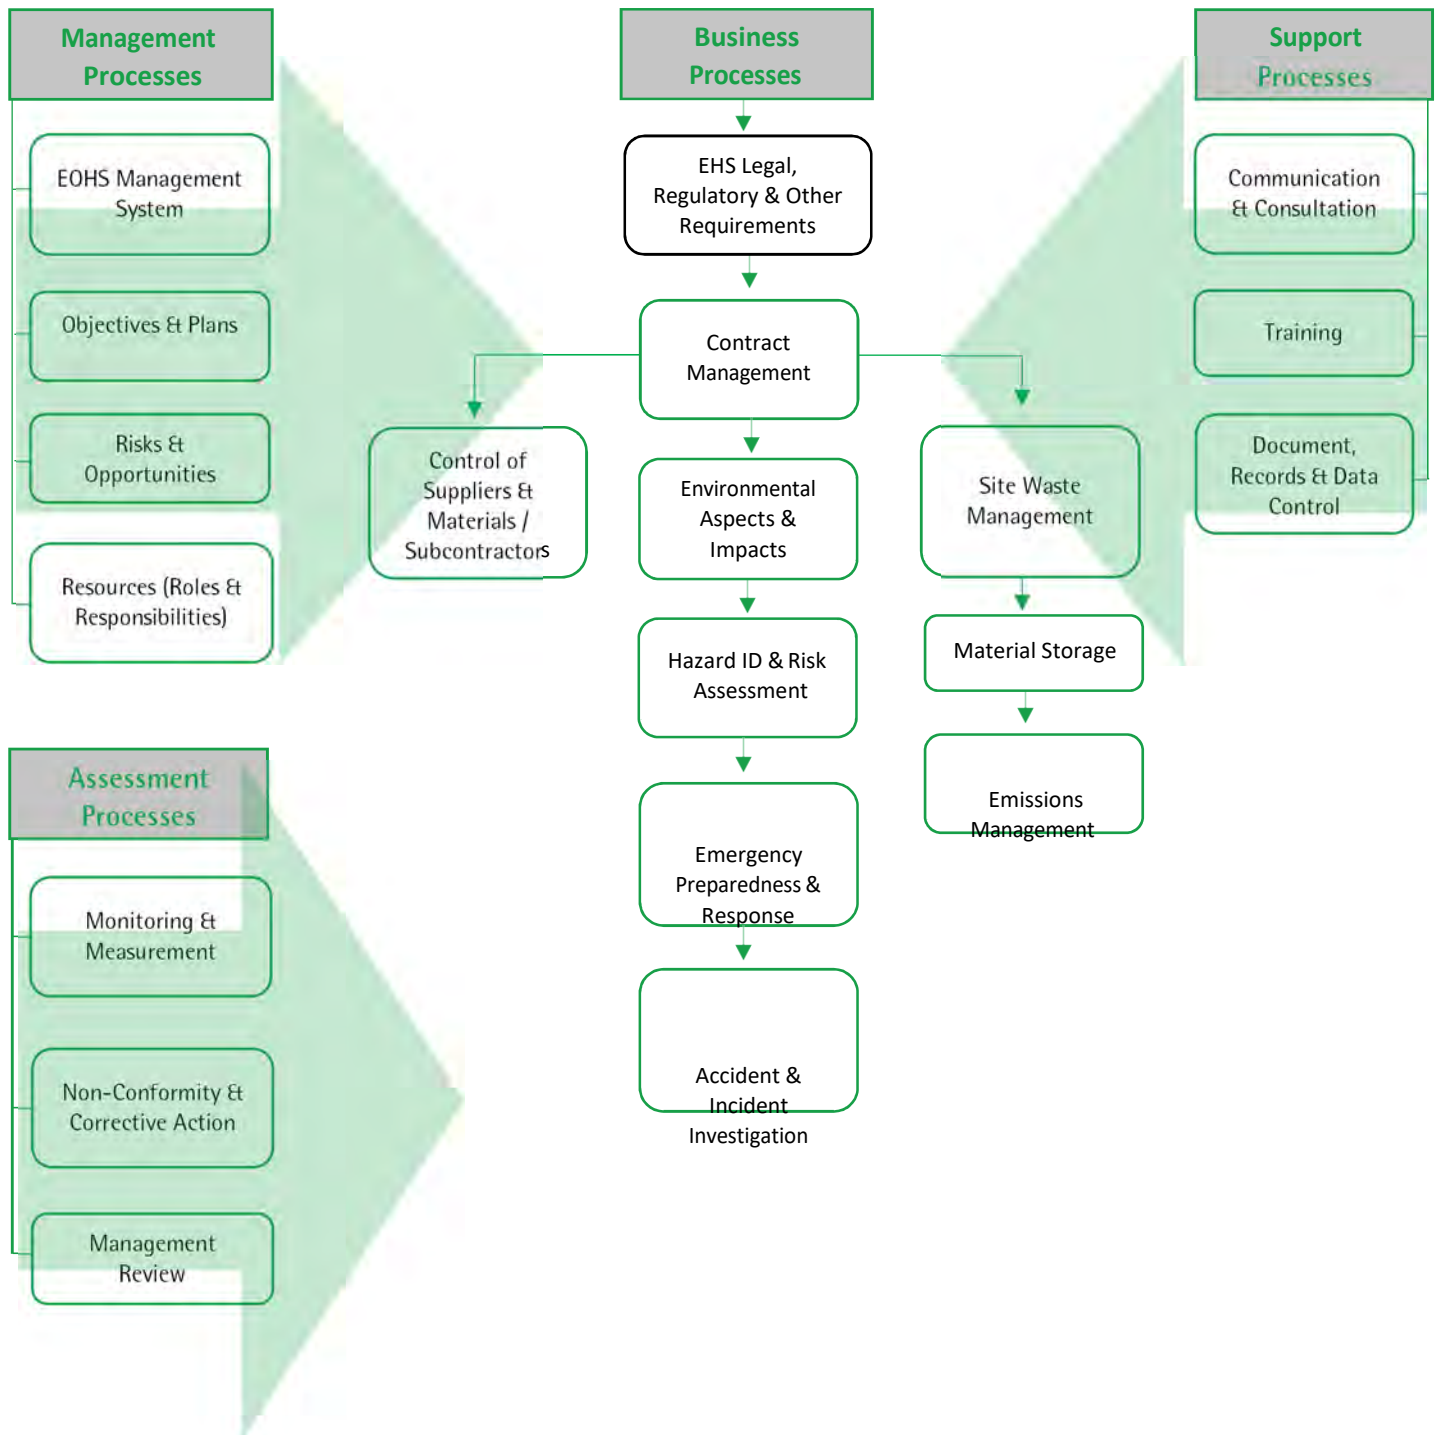 Management
Processes
EOHS Management
System
Objectives & Plans
Risks &
Opportunities
Resources (Roles &
Responsibilities)
Assessment
Processes
Monitoring &
Measurement
Non-Conformity &
Corrective Action
Management
Review
Business
Processes
EHS Legal,
Regulatory & Other
Requirements
Contract
Management
Control of
Suppliers &
Materials /
Subcontractors
Environmental
Aspects &
Impacts
Hazard ID & Risk
Assessment
Emergency
Preparedness &
Response
Accident &
Incident
Investigation
Site Waste
Management
Material Storage
Emissions
Management
Support
Processes
Communication
& Consultation
Training
Document,
Records & Data
Control